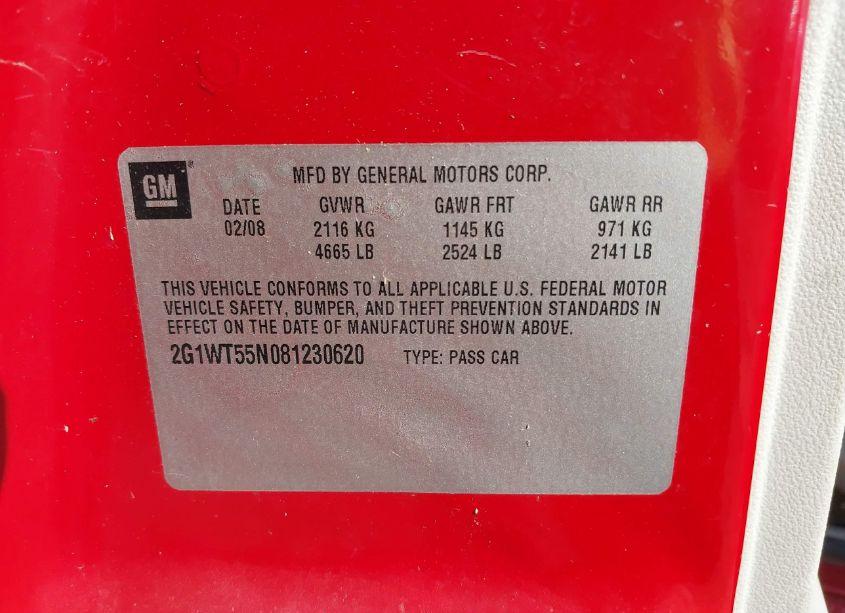 GM
MFD BY GENERAL MOTORS CORP.
DATE GVWR GAWR FRT GAWR RR
02/08 2116 KG 1145 KG 971 KG
4665 LB 2524 LB 2141 LB
THIS VEHICLE CONFORMS TO ALL APPLICABLE U.S. FEDERAL MOTOR
VEHICLE SAFETY, BUMPER, AND THEFT PREVENTION STANDARDS IN
EFFECT ON THE DATE OF MANUFACTURE SHOWN ABOVE.
2G1WT55N081230620 TYPE: PASS CAR